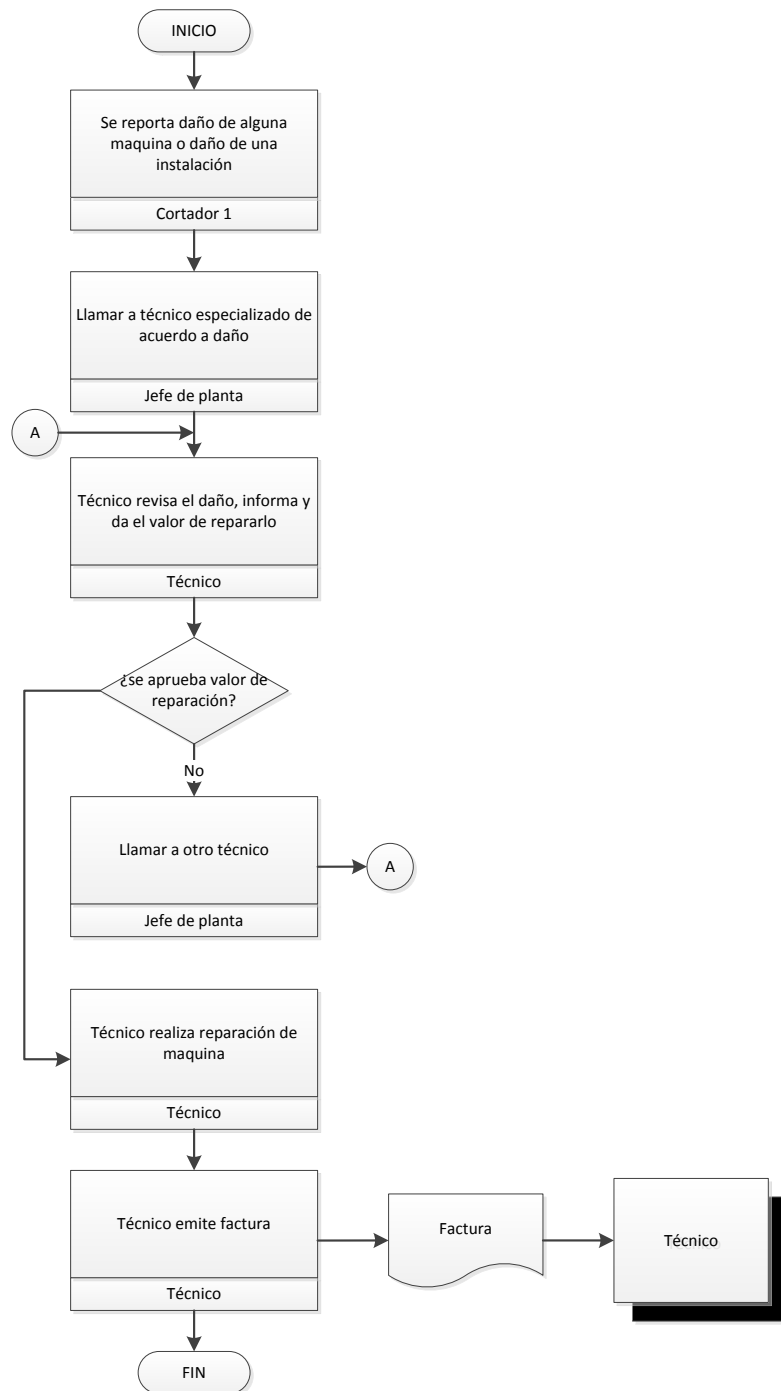 INICIO
Se reporta daño de alguna
maquina o daño de una
instalación
Cortador 1
Llamar a técnico especializado de
acuerdo a daño
Jefe de planta
A
Técnico revisa el daño, informa y
da el valor de repararlo
Técnico
¿se aprueba valor de
reparación?
No
Llamar a otro técnico
A
Jefe de planta
Técnico realiza reparación de
maquina
Técnico
Técnico emite factura
Factura
Técnico
Técnico
FIN